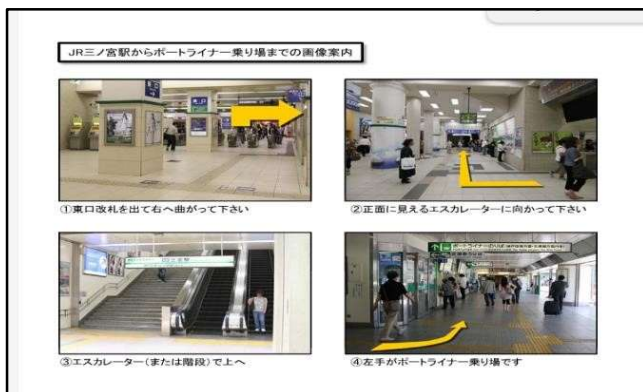 JR三ノ宮駅からポートライナー乗り場までの画像案内
①東口改札を出て右へ曲がって下さい
②正面に見えるエスカレーターに向かって下さい
③エスカレーター(または階段)で上へ
④左手がポートライナー乗り場です